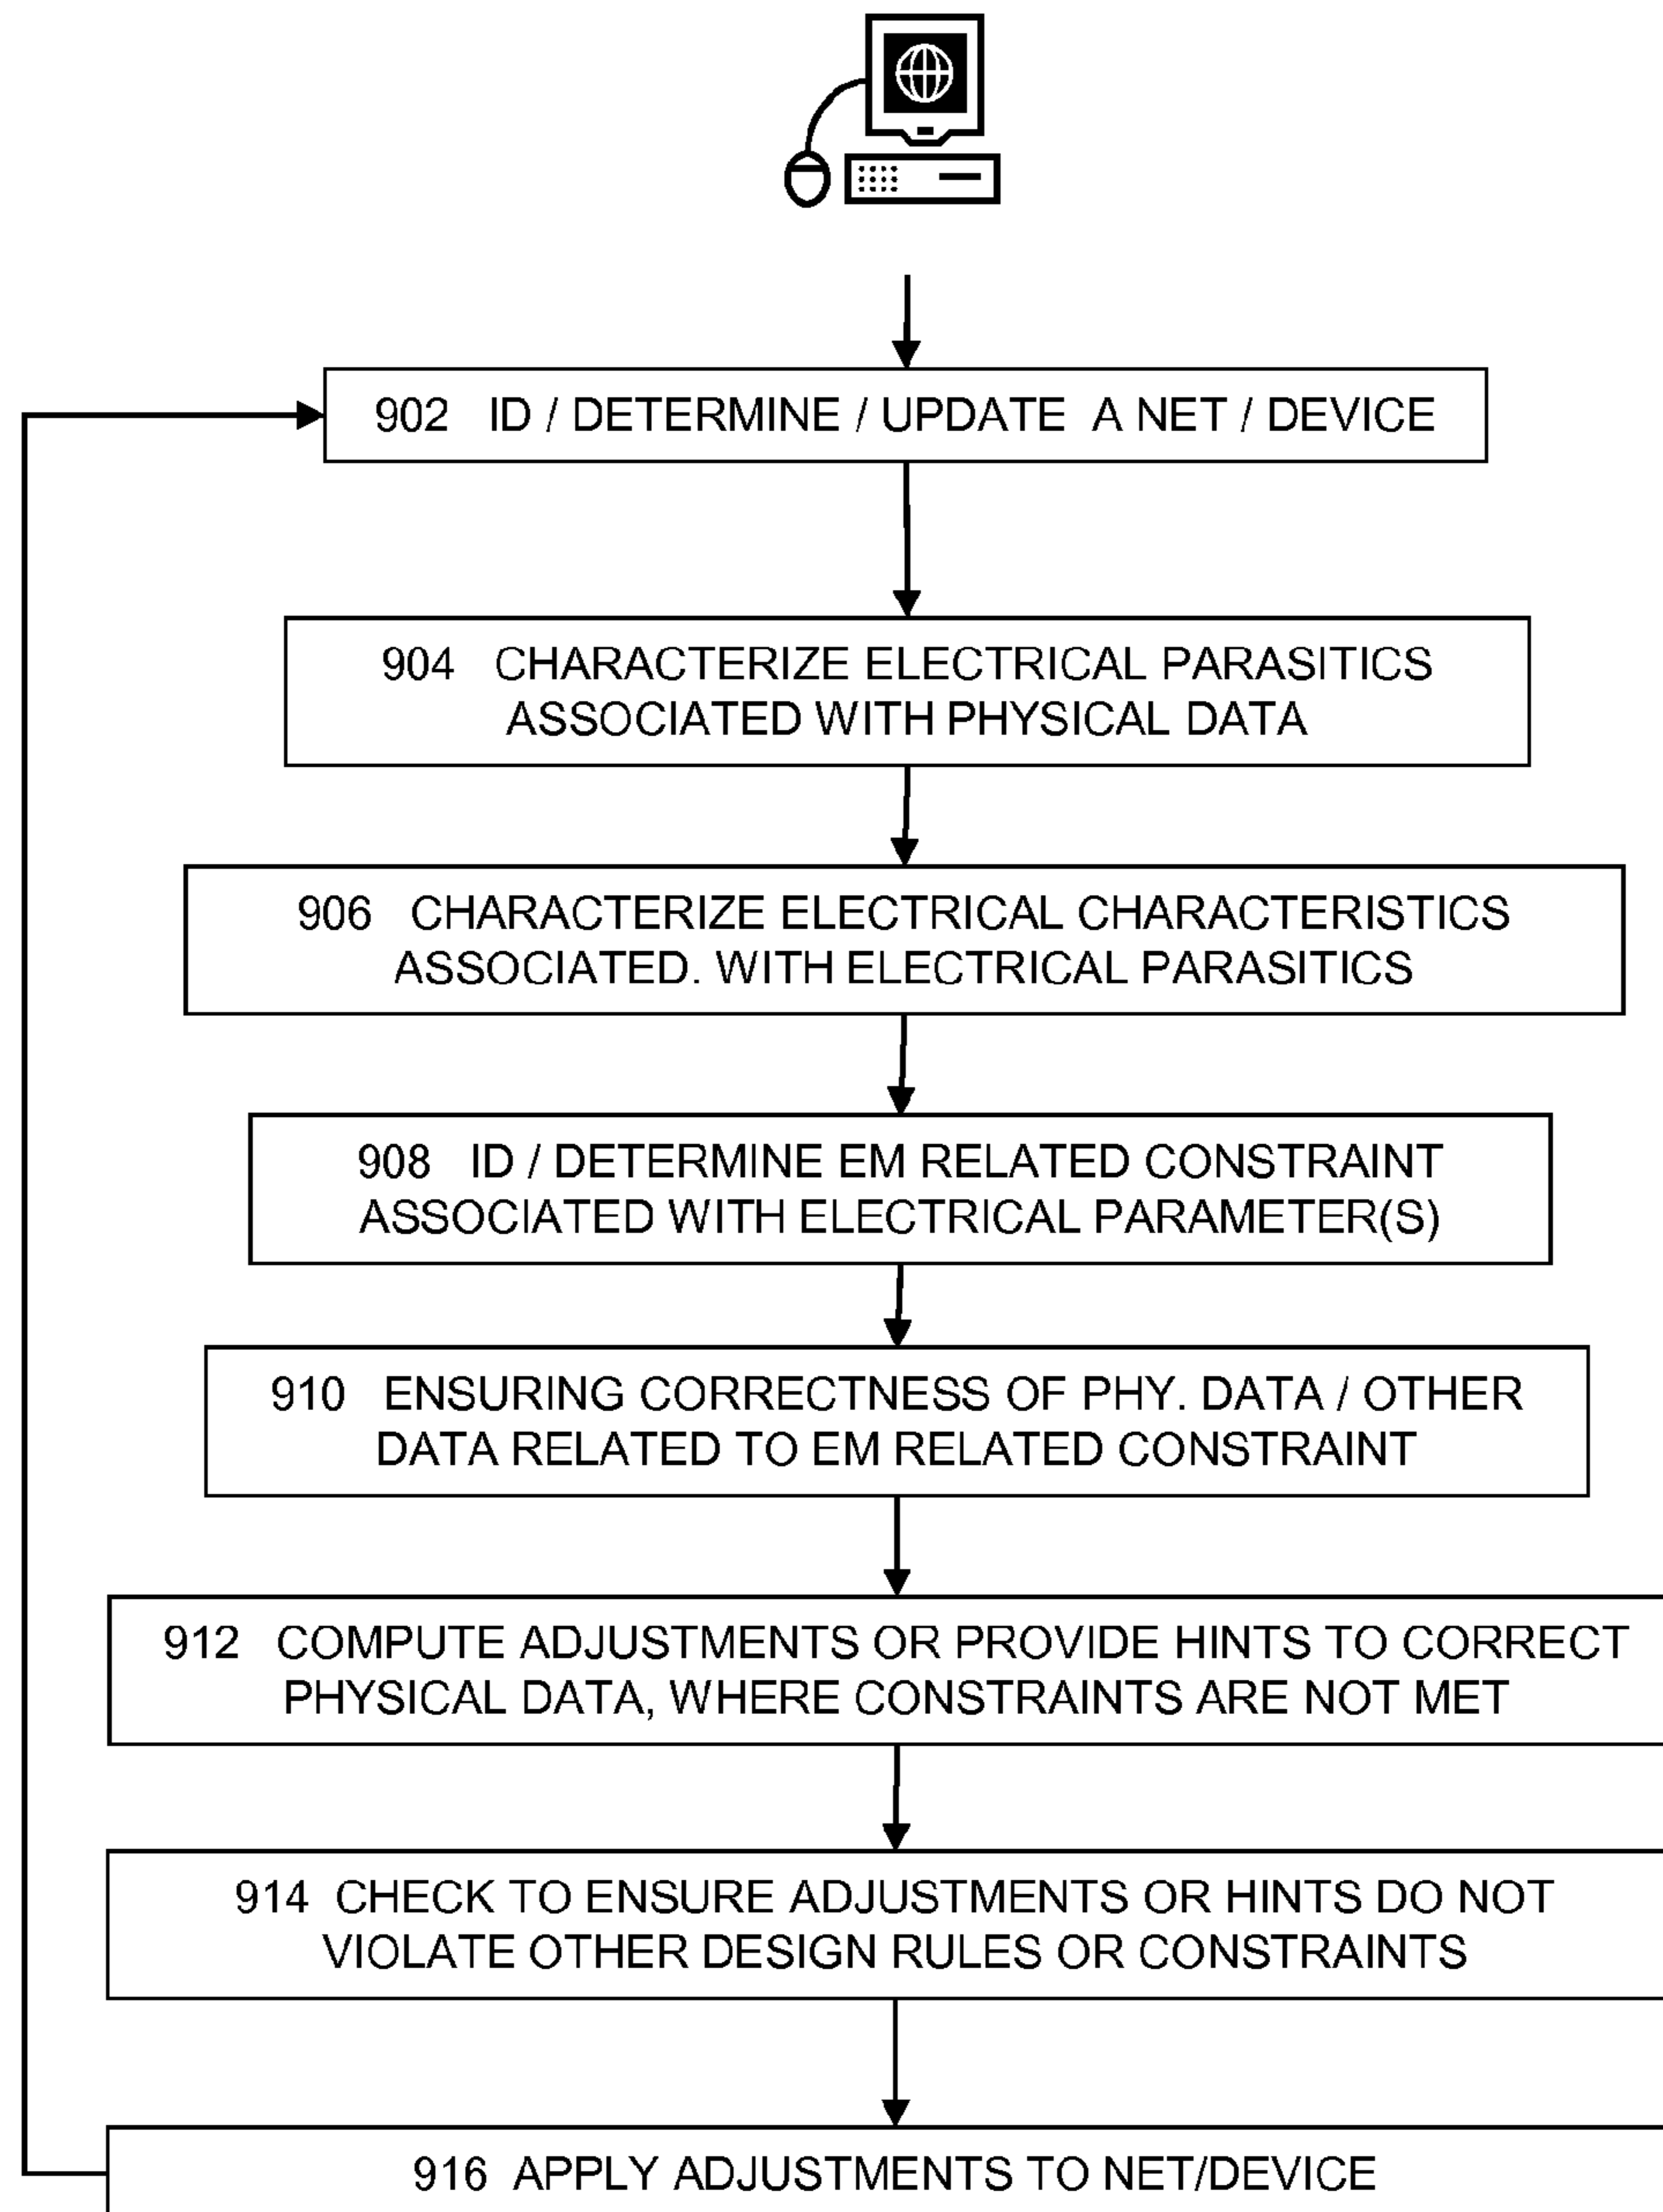 902 ID / DETERMINE / UPDATE A NET / DEVICE
904 CHARACTERIZE ELECTRICAL PARASITICS
ASSOCIATED WITH PHYSICAL DATA
906 CHARACTERIZE ELECTRICAL CHARACTERISTICS
ASSOCIATED. WITH ELECTRICAL PARASITICS
908 ID / DETERMINE EM RELATED CONSTRAINT
ASSOCIATED WITH ELECTRICAL PARAMETER(S)
910 ENSURING CORRECTNESS OF PHY. DATA / OTHER
DATA RELATED TO EM RELATED CONSTRAINT
912 COMPUTE ADJUSTMENTS OR PROVIDE HINTS TO CORRECT
PHYSICAL DATA, WHERE CONSTRAINTS ARE NOT MET
914 CHECK TO ENSURE ADJUSTMENTS OR HINTS DO NOT
VIOLATE OTHER DESIGN RULES OR CONSTRAINTS
916 APPLY ADJUSTMENTS TO NET/DEVICE